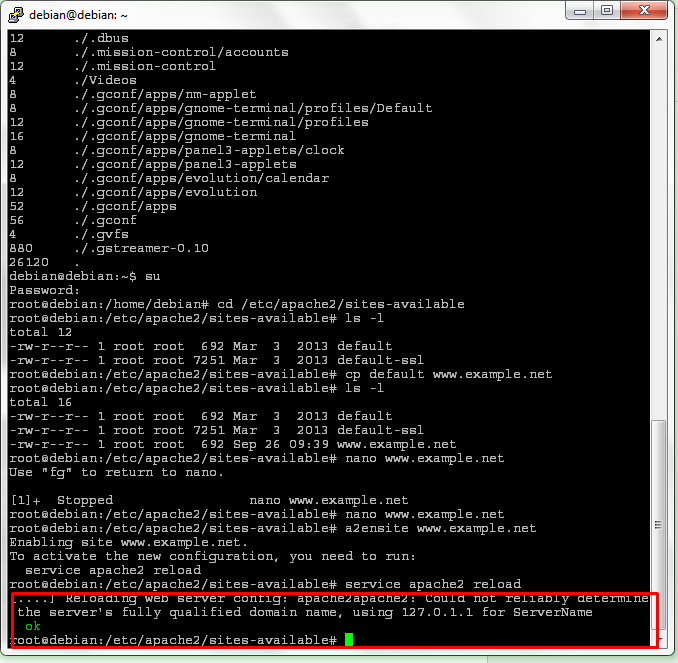 debian@debian: ~
12      ./.dbus
8       ./.mission-control/accounts
12      ./.mission-control
4       ./Videos
8       ./.gconf/apps/nm-applet
8       ./.gconf/apps/gnome-terminal/profiles/Default
12      ./.gconf/apps/gnome-terminal/profiles
16      ./.gconf/apps/gnome-terminal
8       ./.gconf/apps/panel3-applets/clock
12      ./.gconf/apps/panel3-applets
8       ./.gconf/apps/evolution/calendar
12      ./.gconf/apps/evolution
52      ./.gconf/apps
56      ./.gconf
4       ./.gvfs
880     ./.gstreamer-0.10
26120   .
debian@debian:~$ su
Password:
root@debian:/home/debian# cd /etc/apache2/sites-available
root@debian:/etc/apache2/sites-available# ls -l
total 12
-rw-r--r-- 1 root root  692 Mar  3  2013 default
-rw-r--r-- 1 root root 7251 Mar  3  2013 default-ssl
root@debian:/etc/apache2/sites-available# cp default www.example.net
root@debian:/etc/apache2/sites-available# ls -l
total 16
-rw-r--r-- 1 root root  692 Mar  3  2013 default
-rw-r--r-- 1 root root 7251 Mar  3  2013 default-ssl
-rw-r--r-- 1 root root  692 Sep 26 09:39 www.example.net
root@debian:/etc/apache2/sites-available# nano www.example.net
Use "fg" to return to nano.
[1]+  Stopped                 nano www.example.net
root@debian:/etc/apache2/sites-available# nano www.example.net
root@debian:/etc/apache2/sites-available# a2ensite www.example.net
Enabling site www.example.net.
To activate the new configuration, you need to run:
  service apache2 reload
root@debian:/etc/apache2/sites-available# service apache2 reload
[....] Reloading web server config: apache2apache2: Could not reliably determine
 the server's fully qualified domain name, using 127.0.1.1 for ServerName
  ok
root@debian:/etc/apache2/sites-available#